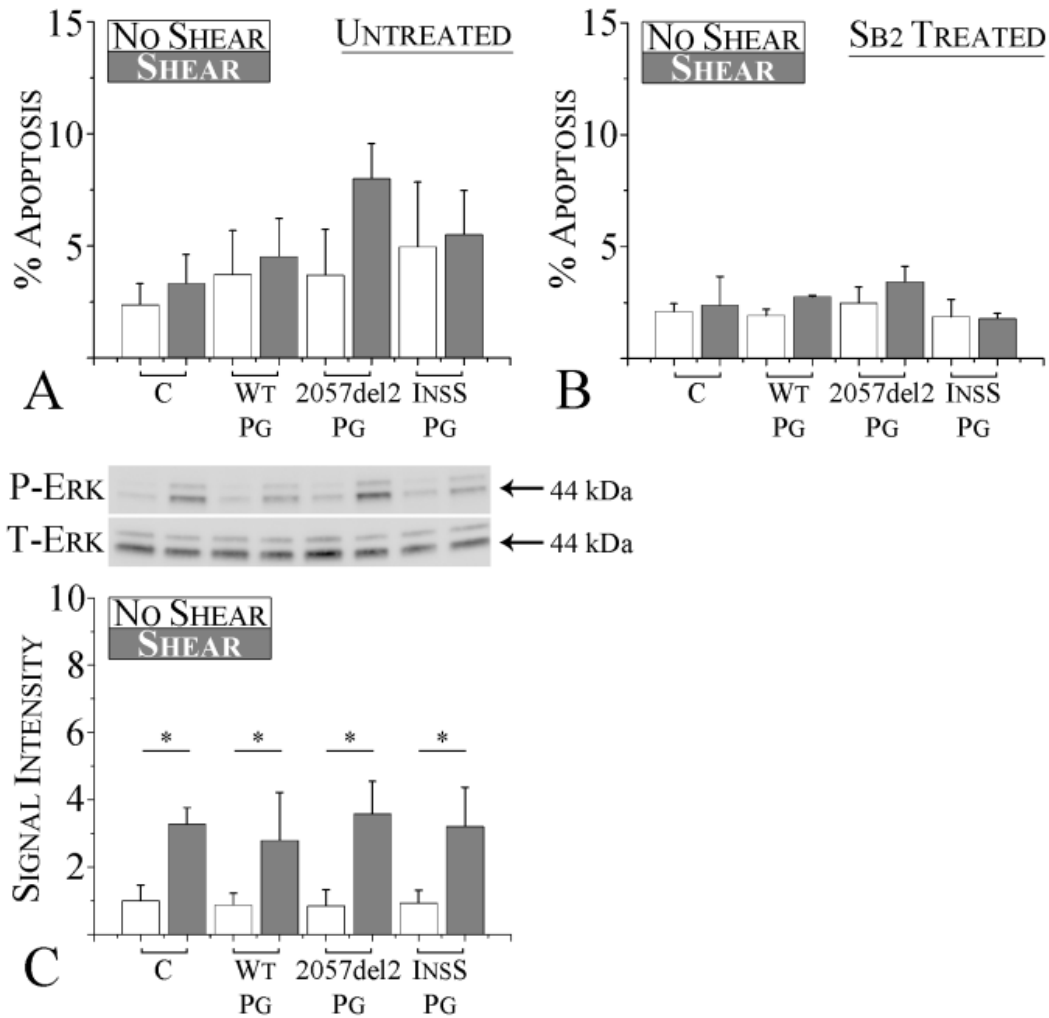 15
NO SHEAR
SHEAR
UNTREATED
10
5
% APOPTOSIS
C
WT
PG
2057del2
PG
INSS
PG
A
15
NO SHEAR
SHEAR
SB2 TREATED
10
5
% APOPTOSIS
C
WT
PG
2057del2
PG
INSS
PG
B
P-ERK
44 kDa
T-ERK
44 kDa
10
NO SHEAR
SHEAR
8
6
4
2
SIGNAL INTENSITY
* * * *
C
WT
PG
2057del2
PG
INSS
PG
C